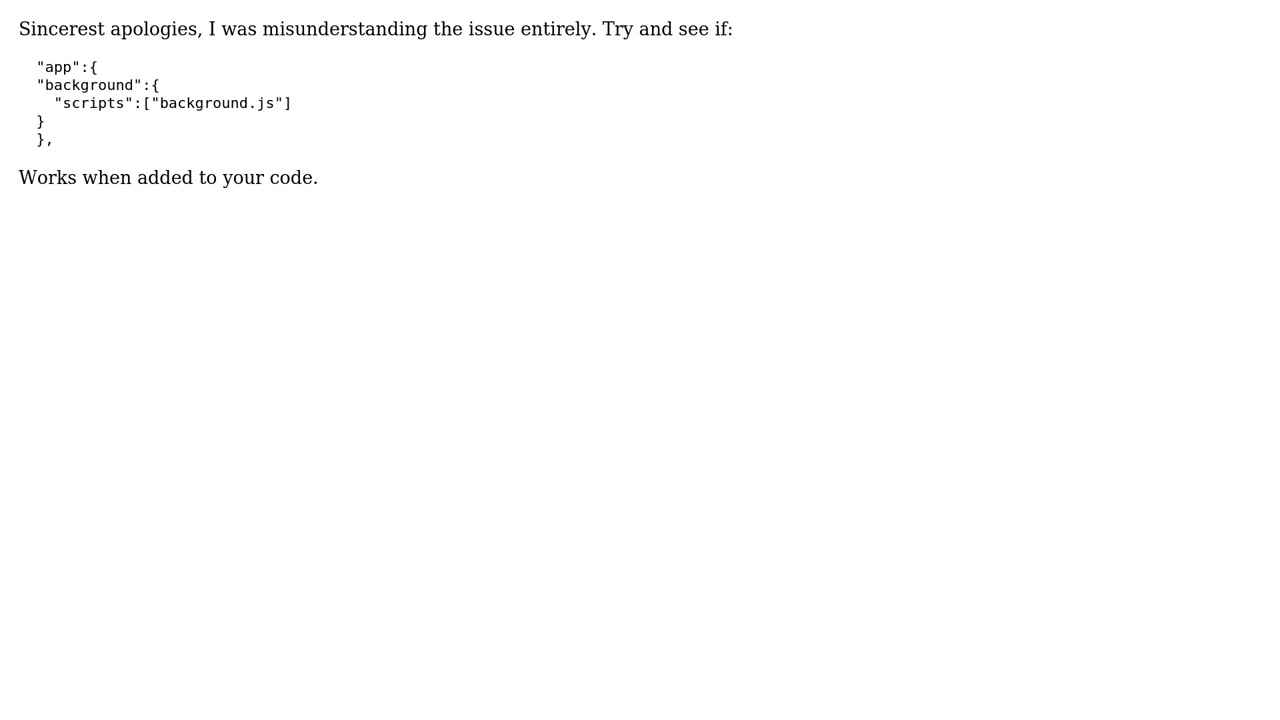 Sincerest apologies, I was misunderstanding the issue entirely. Try and see if:
"app":{
"background":{
"scripts":["background.js"]
}
},
Works when added to your code.